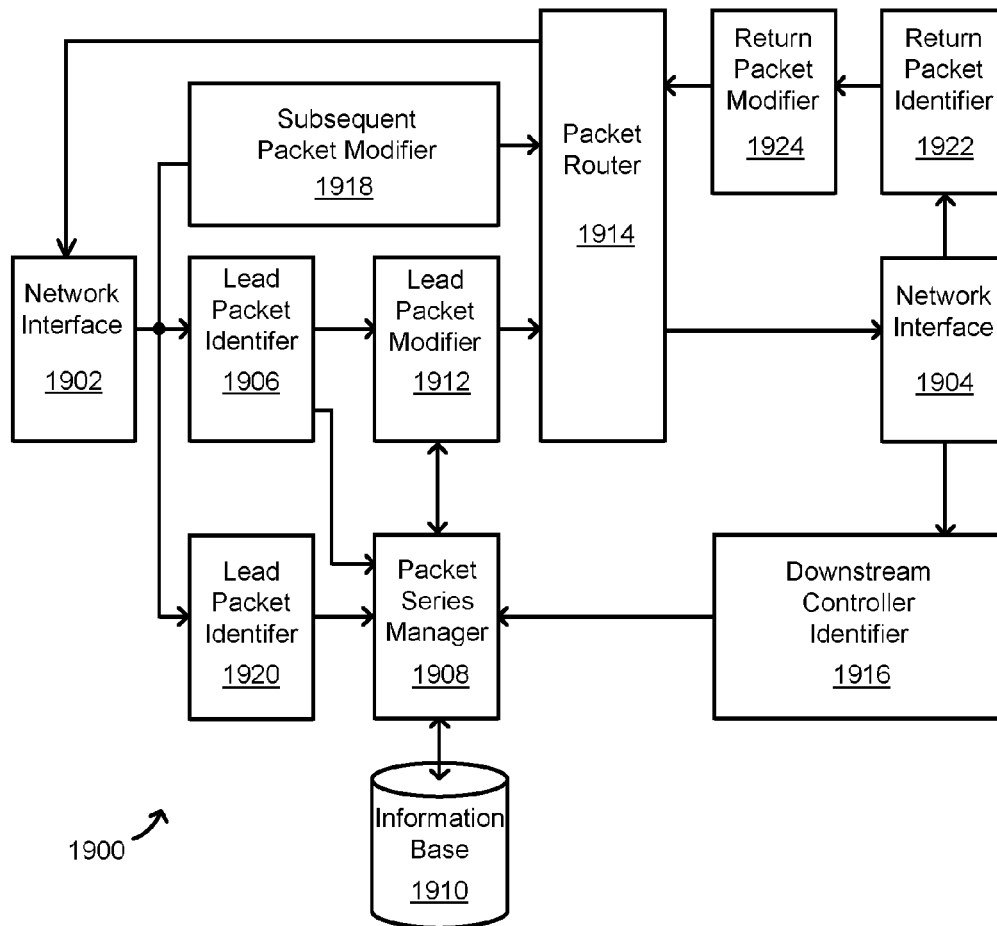 Return
Packet
Modifier
1924
Return
Packet
Identifier
1922
Subsequent
Packet Modifier
1918
Packet
Router
1914
Network
Interface
1902
Lead
Packet
Identifer
1906
Lead
Packet
Modifier
1912
Network
Interface
1904
Lead
Packet
Identifer
1920
Packet
Series
Manager
1908
Downstream
Controller
Identifier
1916
Information
Base
1910
1900